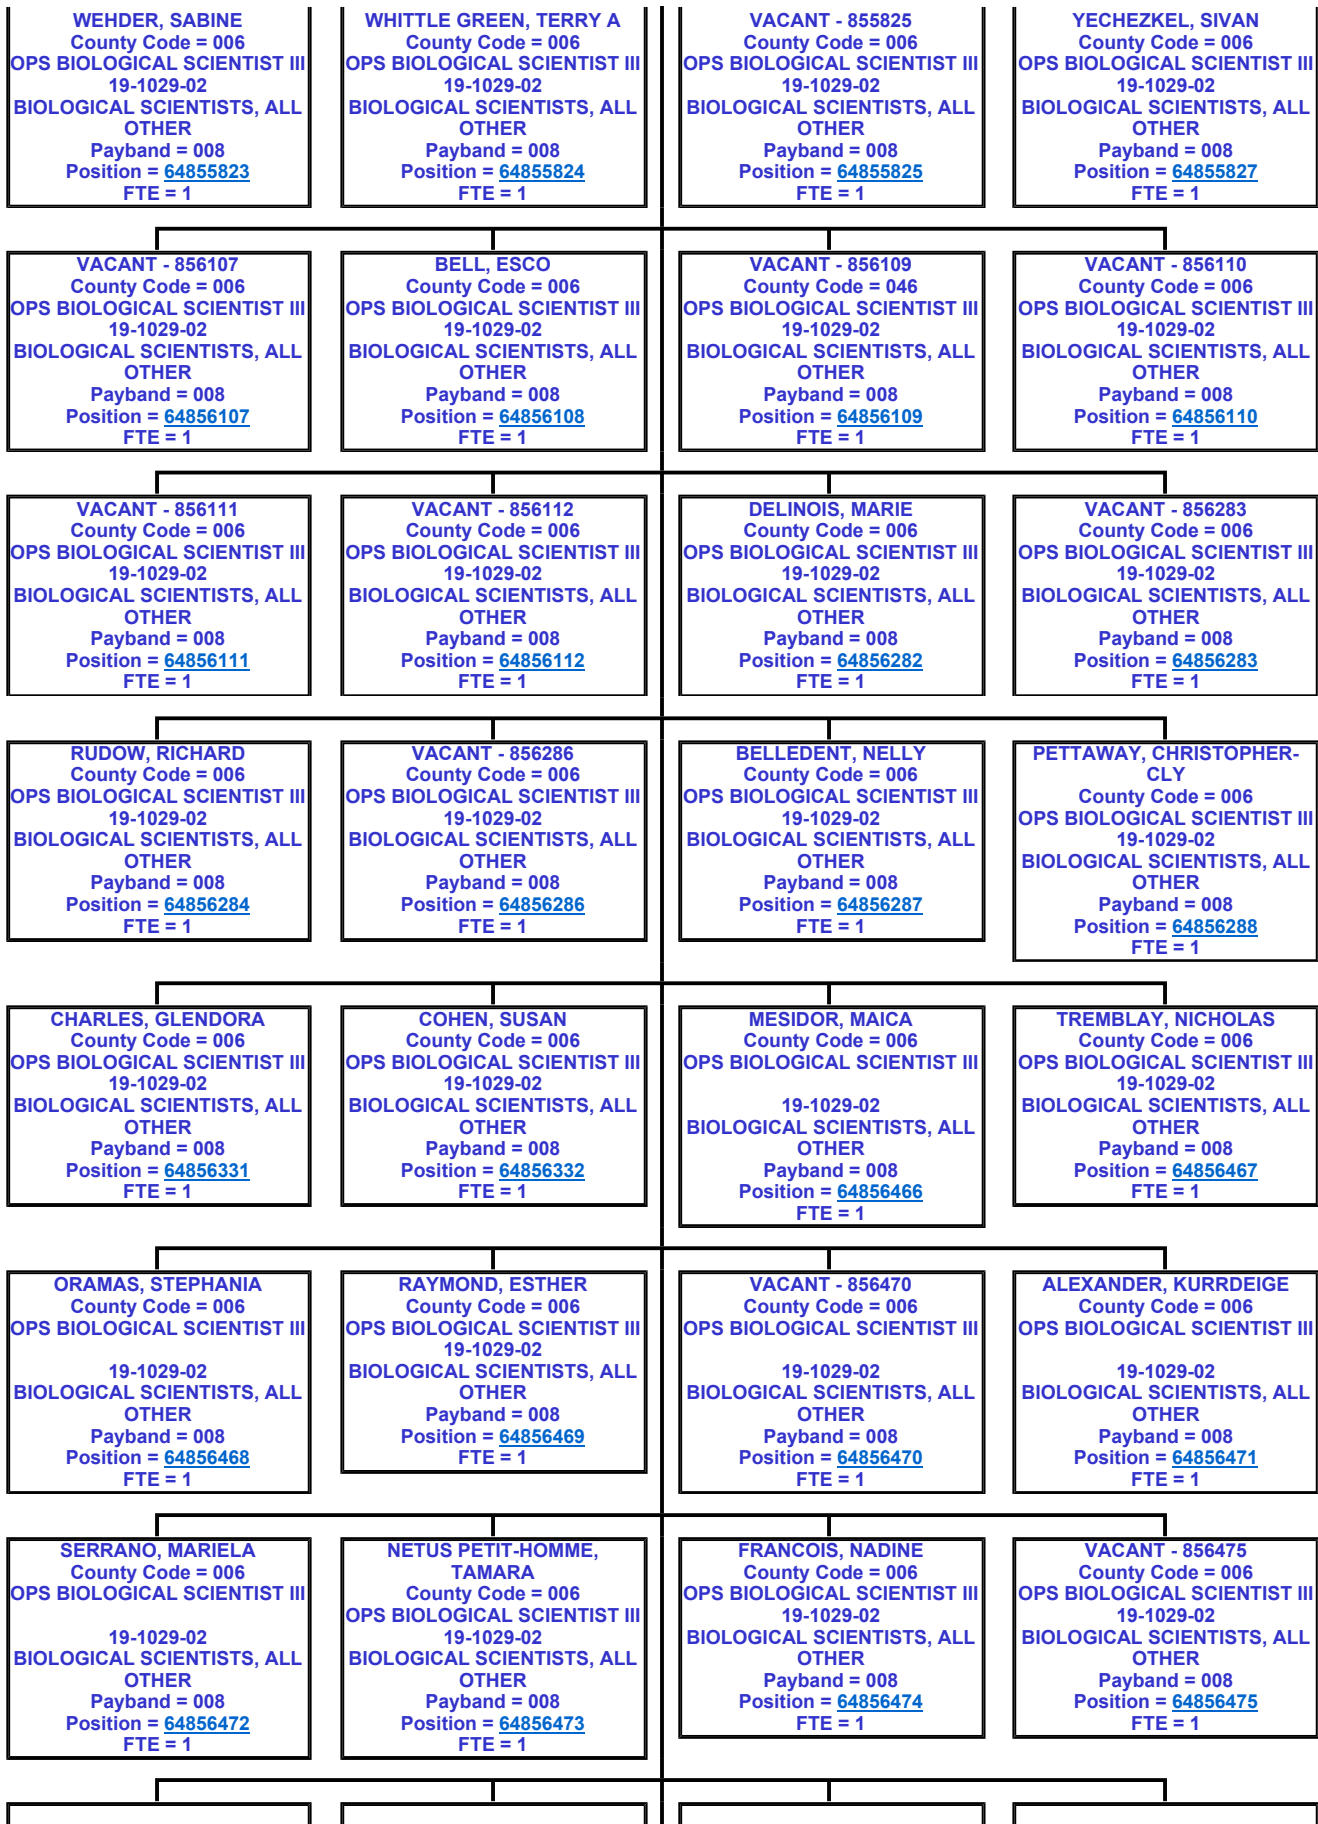 WEHDER, SABINE
County Code = 006
OPS BIOLOGICAL SCIENTIST III
19-1029-02
BIOLOGICAL SCIENTISTS, ALL
OTHER
Payband = 008
Position = 64855823
FTE = 1
WHITTLE GREEN, TERRY A
County Code = 006
OPS BIOLOGICAL SCIENTIST III
19-1029-02
BIOLOGICAL SCIENTISTS, ALL
OTHER
Payband = 008
Position = 64855824
FTE = 1
VACANT - 855825
County Code = 006
OPS BIOLOGICAL SCIENTIST III
19-1029-02
BIOLOGICAL SCIENTISTS, ALL
OTHER
Payband = 008
Position = 64855825
FTE = 1
YECHEZKEL, SIVAN
County Code = 006
OPS BIOLOGICAL SCIENTIST III
19-1029-02
BIOLOGICAL SCIENTISTS, ALL
OTHER
Payband = 008
Position = 64855827
FTE = 1
VACANT - 856107
County Code = 006
OPS BIOLOGICAL SCIENTIST III
19-1029-02
BIOLOGICAL SCIENTISTS, ALL
OTHER
Payband = 008
Position = 64856107
FTE = 1
BELL, ESCO
County Code = 006
OPS BIOLOGICAL SCIENTIST III
19-1029-02
BIOLOGICAL SCIENTISTS, ALL
OTHER
Payband = 008
Position = 64856108
FTE = 1
VACANT - 856109
County Code = 046
OPS BIOLOGICAL SCIENTIST III
19-1029-02
BIOLOGICAL SCIENTISTS, ALL
OTHER
Payband = 008
Position = 64856109
FTE = 1
VACANT - 856110
County Code = 006
OPS BIOLOGICAL SCIENTIST III
19-1029-02
BIOLOGICAL SCIENTISTS, ALL
OTHER
Payband = 008
Position = 64856110
FTE = 1
VACANT - 856111
County Code = 006
OPS BIOLOGICAL SCIENTIST III
19-1029-02
BIOLOGICAL SCIENTISTS, ALL
OTHER
Payband = 008
Position = 64856111
FTE = 1
VACANT - 856112
County Code = 006
OPS BIOLOGICAL SCIENTIST III
19-1029-02
BIOLOGICAL SCIENTISTS, ALL
OTHER
Payband = 008
Position = 64856112
FTE = 1
DELINOIS, MARIE
County Code = 006
OPS BIOLOGICAL SCIENTIST III
19-1029-02
BIOLOGICAL SCIENTISTS, ALL
OTHER
Payband = 008
Position = 64856282
FTE = 1
VACANT - 856283
County Code = 006
OPS BIOLOGICAL SCIENTIST III
19-1029-02
BIOLOGICAL SCIENTISTS, ALL
OTHER
Payband = 008
Position = 64856283
FTE = 1
RUDOW, RICHARD
County Code = 006
OPS BIOLOGICAL SCIENTIST III
19-1029-02
BIOLOGICAL SCIENTISTS, ALL
OTHER
Payband = 008
Position = 64856284
FTE = 1
VACANT - 856286
County Code = 006
OPS BIOLOGICAL SCIENTIST III
19-1029-02
BIOLOGICAL SCIENTISTS, ALL
OTHER
Payband = 008
Position = 64856286
FTE = 1
BELLEDENT, NELLY
County Code = 006
OPS BIOLOGICAL SCIENTIST III
19-1029-02
BIOLOGICAL SCIENTISTS, ALL
OTHER
Payband = 008
Position = 64856287
FTE = 1
PETTAWAY, CHRISTOPHER-
CLY
County Code = 006
OPS BIOLOGICAL SCIENTIST III
19-1029-02
BIOLOGICAL SCIENTISTS, ALL
OTHER
Payband = 008
Position = 64856288
FTE = 1
CHARLES, GLENDORA
County Code = 006
OPS BIOLOGICAL SCIENTIST III
19-1029-02
BIOLOGICAL SCIENTISTS, ALL
OTHER
Payband = 008
Position = 64856331
FTE = 1
COHEN, SUSAN
County Code = 006
OPS BIOLOGICAL SCIENTIST III
19-1029-02
BIOLOGICAL SCIENTISTS, ALL
OTHER
Payband = 008
Position = 64856332
FTE = 1
MESIDOR, MAICA
County Code = 006
OPS BIOLOGICAL SCIENTIST III
19-1029-02
BIOLOGICAL SCIENTISTS, ALL
OTHER
Payband = 008
Position = 64856466
FTE = 1
TREMBLAY, NICHOLAS
County Code = 006
OPS BIOLOGICAL SCIENTIST III
19-1029-02
BIOLOGICAL SCIENTISTS, ALL
OTHER
Payband = 008
Position = 64856467
FTE = 1
ORAMAS, STEPHANIA
County Code = 006
OPS BIOLOGICAL SCIENTIST III
19-1029-02
BIOLOGICAL SCIENTISTS, ALL
OTHER
Payband = 008
Position = 64856468
FTE = 1
RAYMOND, ESTHER
County Code = 006
OPS BIOLOGICAL SCIENTIST III
19-1029-02
BIOLOGICAL SCIENTISTS, ALL
OTHER
Payband = 008
Position = 64856469
FTE = 1
VACANT - 856470
County Code = 006
OPS BIOLOGICAL SCIENTIST III
19-1029-02
BIOLOGICAL SCIENTISTS, ALL
OTHER
Payband = 008
Position = 64856470
FTE = 1
ALEXANDER, KURRDEIGE
County Code = 006
OPS BIOLOGICAL SCIENTIST III
19-1029-02
BIOLOGICAL SCIENTISTS, ALL
OTHER
Payband = 008
Position = 64856471
FTE = 1
SERRANO, MARIELA
County Code = 006
OPS BIOLOGICAL SCIENTIST III
19-1029-02
BIOLOGICAL SCIENTISTS, ALL
OTHER
Payband = 008
Position = 64856472
FTE = 1
NETUS PETIT-HOMME,
TAMARA
County Code = 006
OPS BIOLOGICAL SCIENTIST III
19-1029-02
BIOLOGICAL SCIENTISTS, ALL
OTHER
Payband = 008
Position = 64856473
FTE = 1
FRANCOIS, NADINE
County Code = 006
OPS BIOLOGICAL SCIENTIST III
19-1029-02
BIOLOGICAL SCIENTISTS, ALL
OTHER
Payband = 008
Position = 64856474
FTE = 1
VACANT - 856475
County Code = 006
OPS BIOLOGICAL SCIENTIST III
19-1029-02
BIOLOGICAL SCIENTISTS, ALL
OTHER
Payband = 008
Position = 64856475
FTE = 1